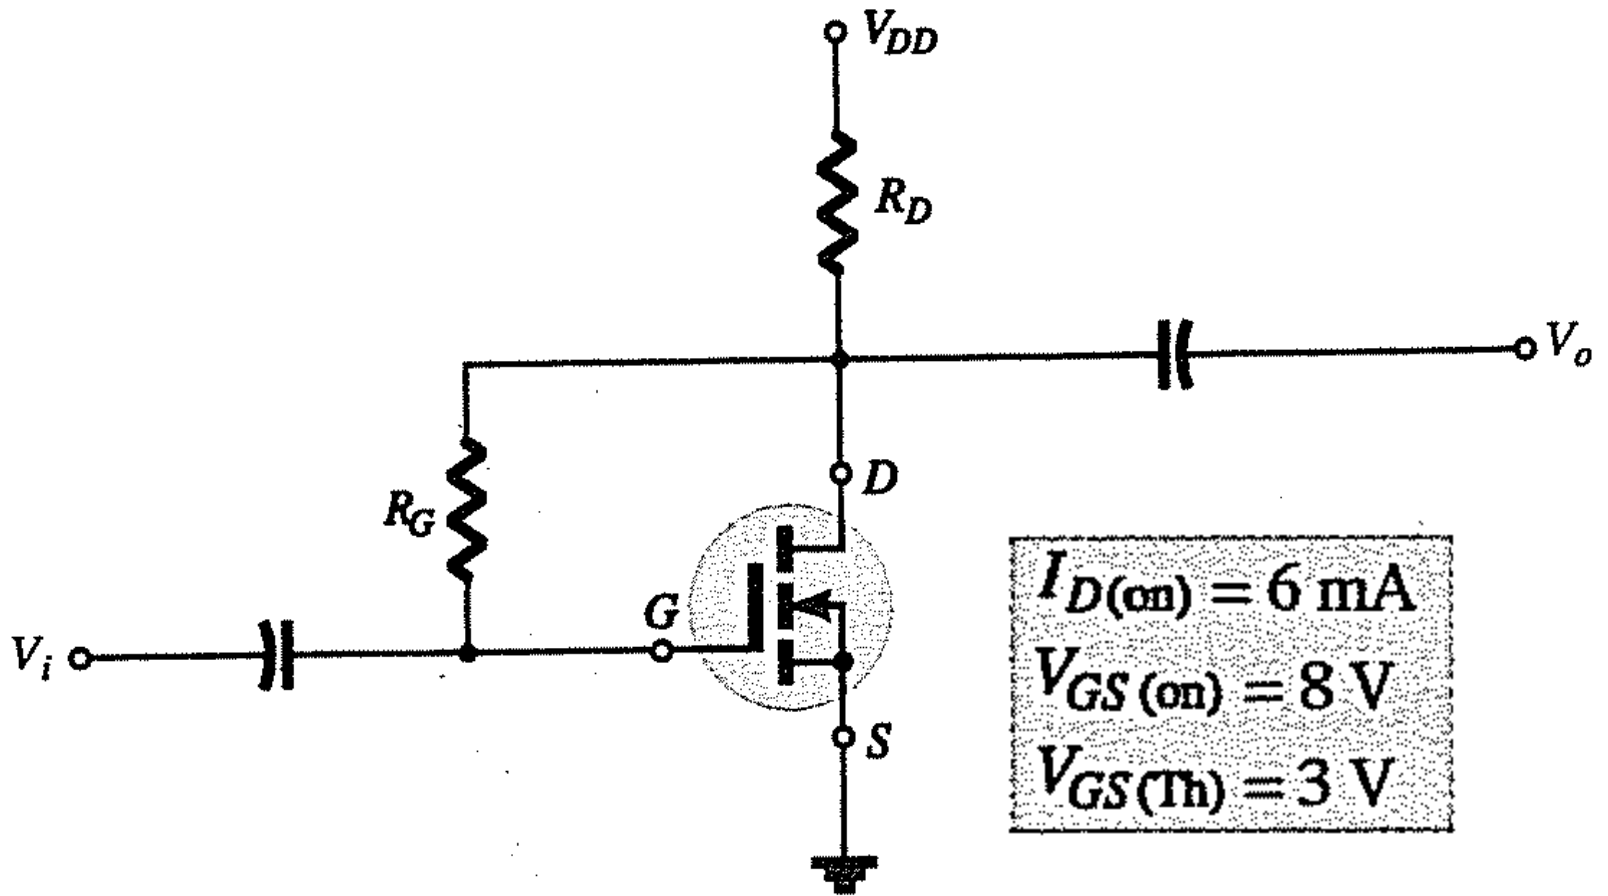 V_DD
R_D
V_o
D
R_G
G
V_i
S
I_D(on) = 6 mA
V_GS(on) = 8 V
V_GS(Th) = 3 V